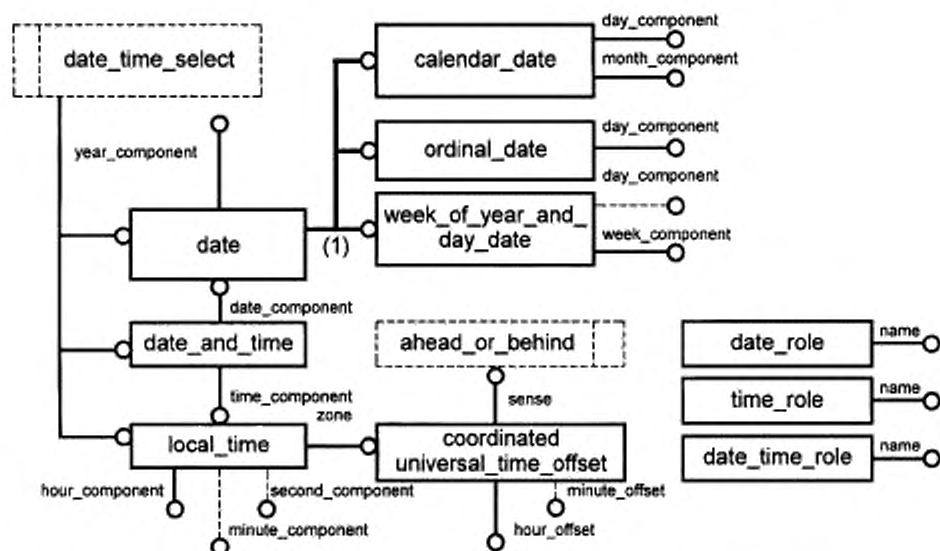 day_component
date_time_select
calendar_date
month_component
year_component
day_component
ordinal_date
day_component
week_of_year_and_
day_date
week_component
date
(1)
date_component
date_and_time
ahead_or_behind
date_role
name
time_component
zone
sense
time_role
name
local_time
coordinated
universal_time_offset
date_time_role
name
hour_component
second_component
minute_offset
minute_component
hour_offset